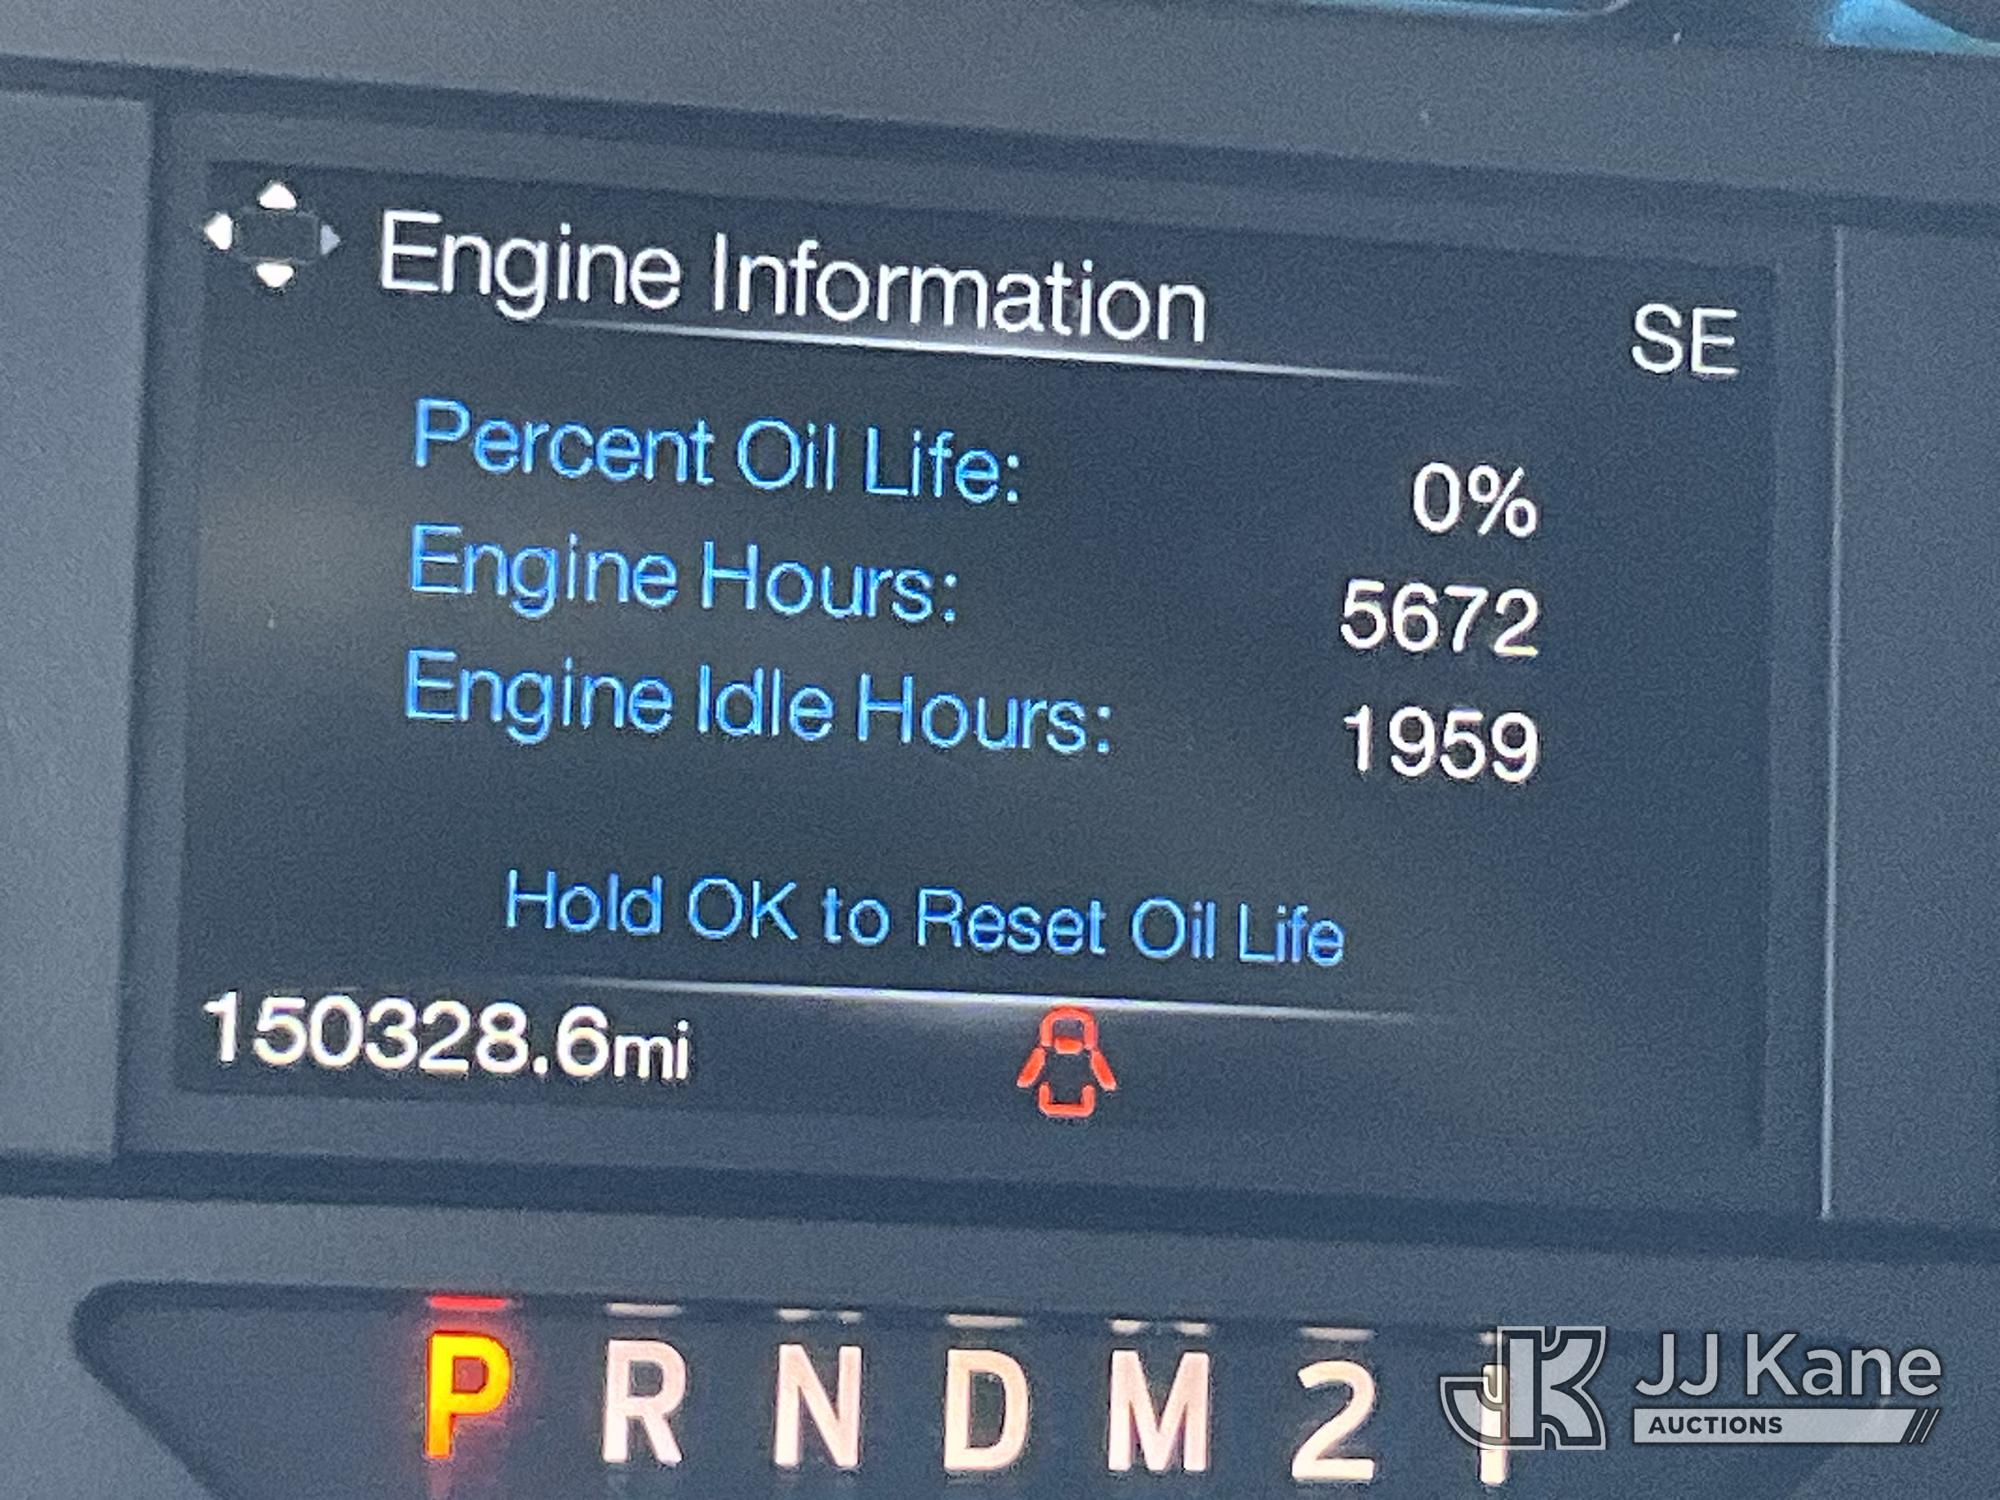 Engine Information
SE
Percent Oil Life: 0%
Engine Hours: 5672
Engine Idle Hours: 1959
Hold OK to Reset Oil Life
150328.6mi
P R N D M 2 1
JK JJ Kane
AUCTIONS